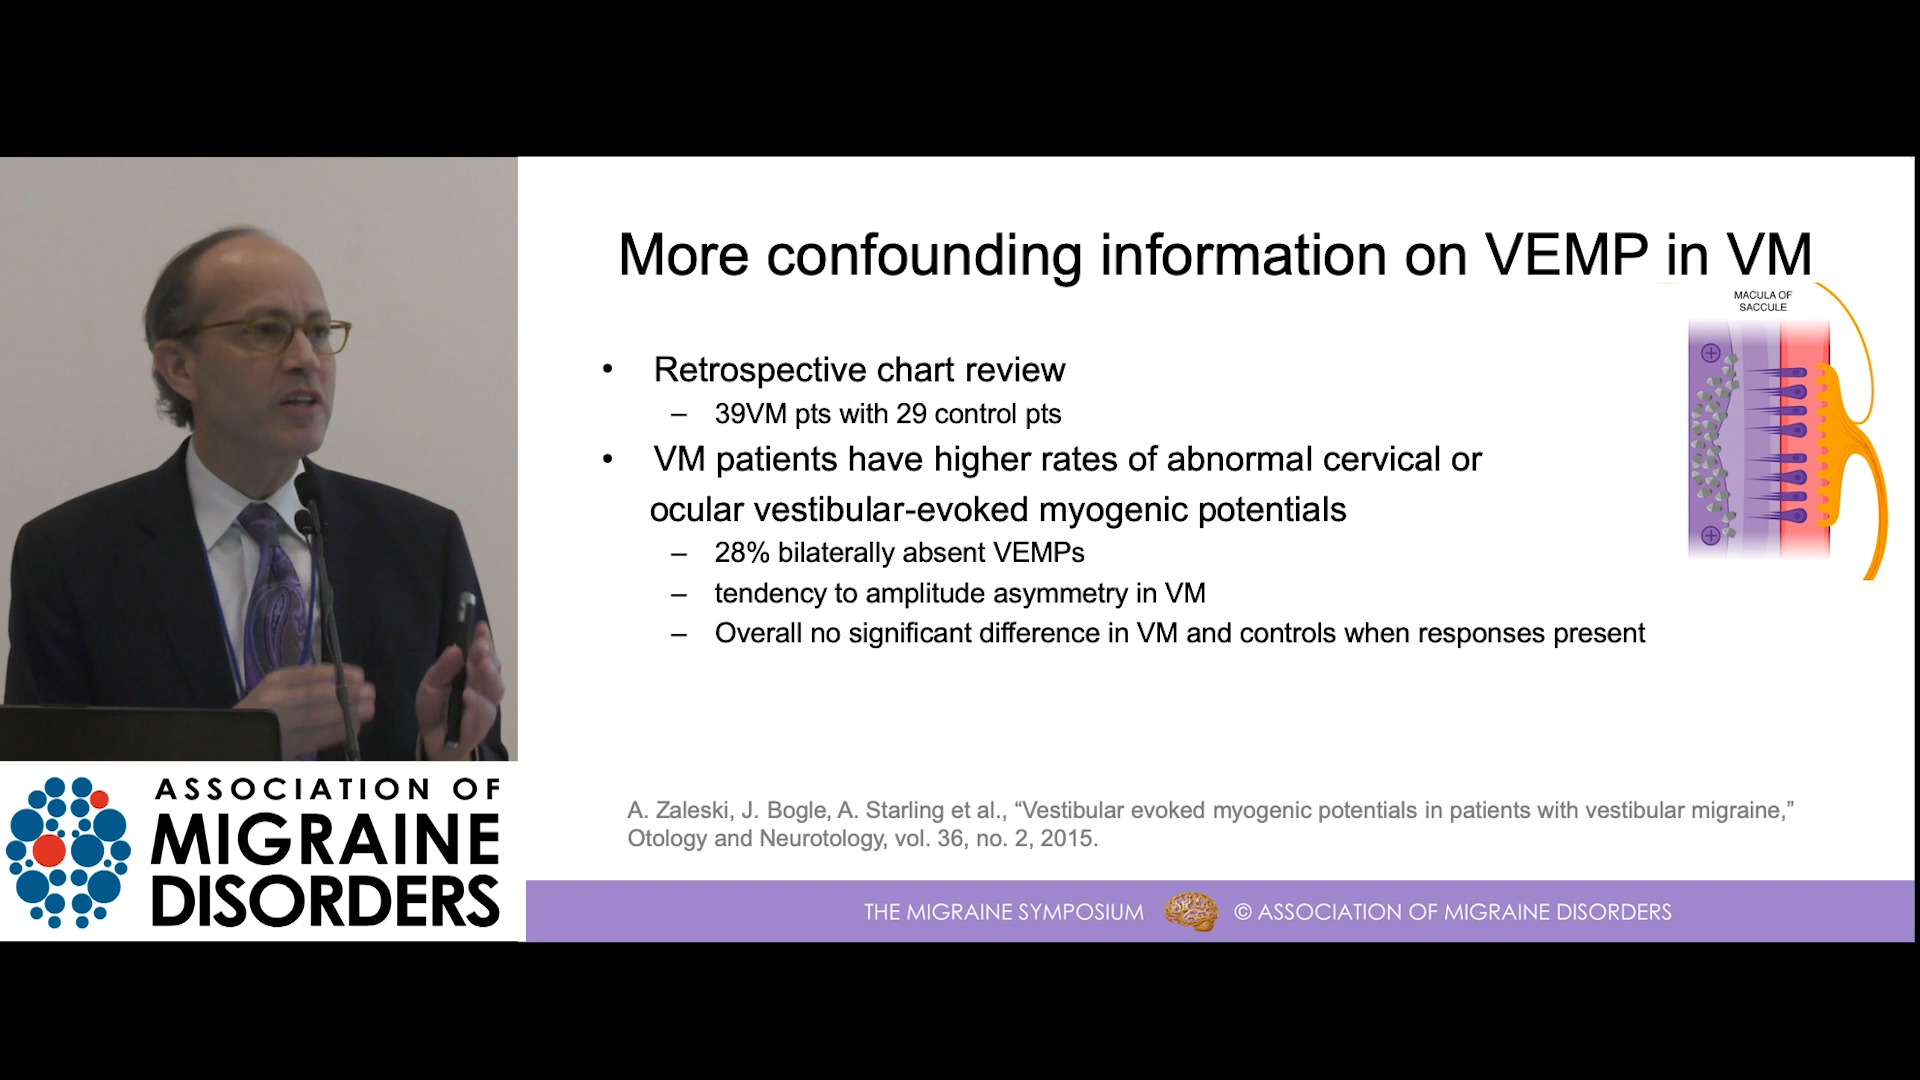 More confounding information on VEMP in VM
MACULA OF
SACCULE
• Retrospective chart review
– 39VM pts with 29 control pts
• VM patients have higher rates of abnormal cervical or
ocular vestibular-evoked myogenic potentials
– 28% bilaterally absent VEMPs
– tendency to amplitude asymmetry in VM
– Overall no significant difference in VM and controls when responses present
A. Zaleski, J. Bogle, A. Starling et al., “Vestibular evoked myogenic potentials in patients with vestibular migraine,”
Otology and Neurotology, vol. 36, no. 2, 2015.
THE MIGRAINE SYMPOSIUM © ASSOCIATION OF MIGRAINE DISORDERS
ASSOCIATION OF
MIGRAINE
DISORDERS